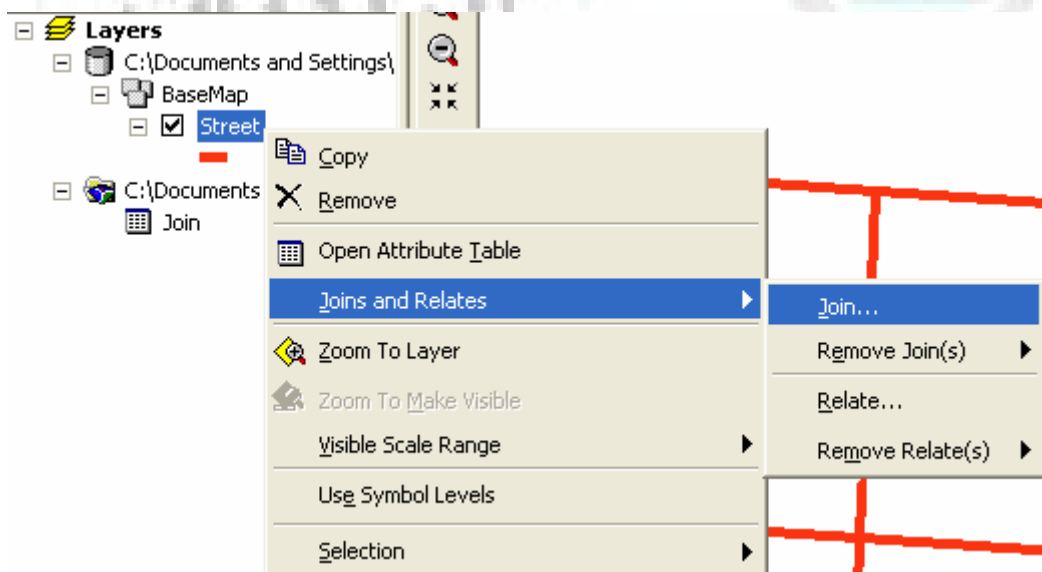 Layers
C:\Documents and Settings\
BaseMap
Street
C:\Documents
Join
Copy
Remove
Open Attribute Table
Joins and Relates
Zoom To Layer
Zoom To Make Visible
Visible Scale Range
Use Symbol Levels
Selection
Join...
Remove Join(s)
Relate...
Remove Relate(s)